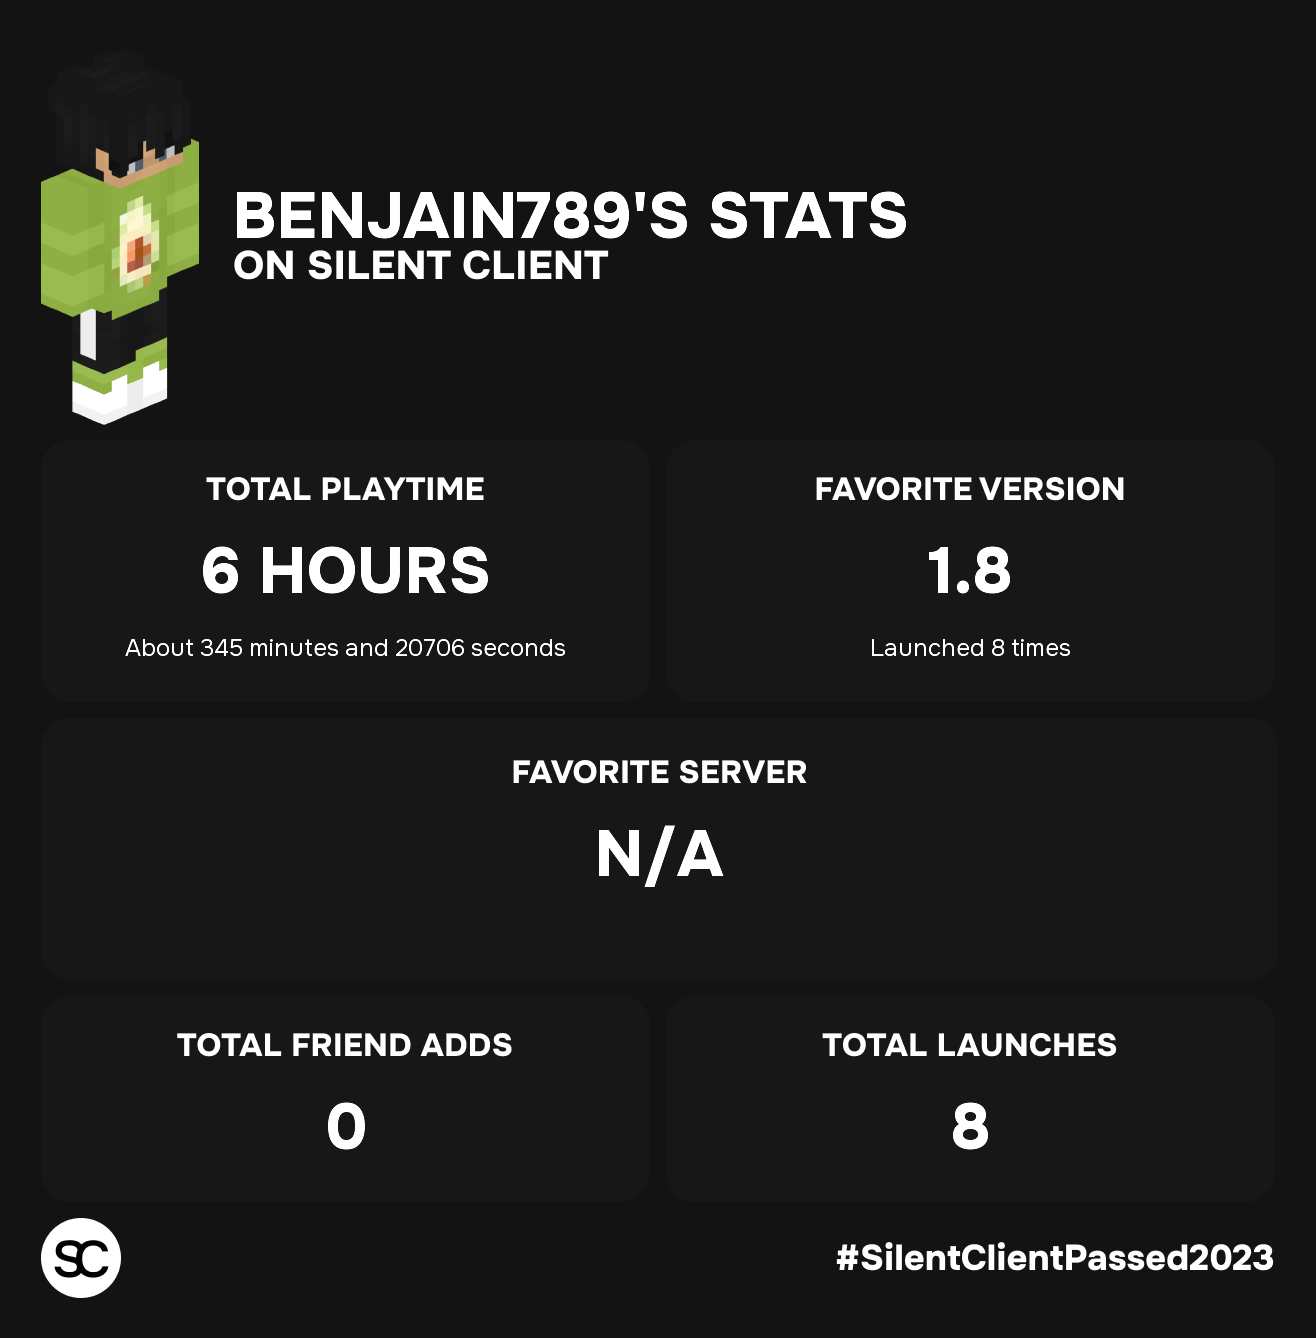 BENJAIN789'S STATS
ON SILENT CLIENT
TOTAL PLAYTIME
6 HOURS
About 345 minutes and 20706 seconds
FAVORITE VERSION
1.8
Launched 8 times
FAVORITE SERVER
N/A
TOTAL FRIEND ADDS
0
TOTAL LAUNCHES
8
SC
#SilentClientPassed2023